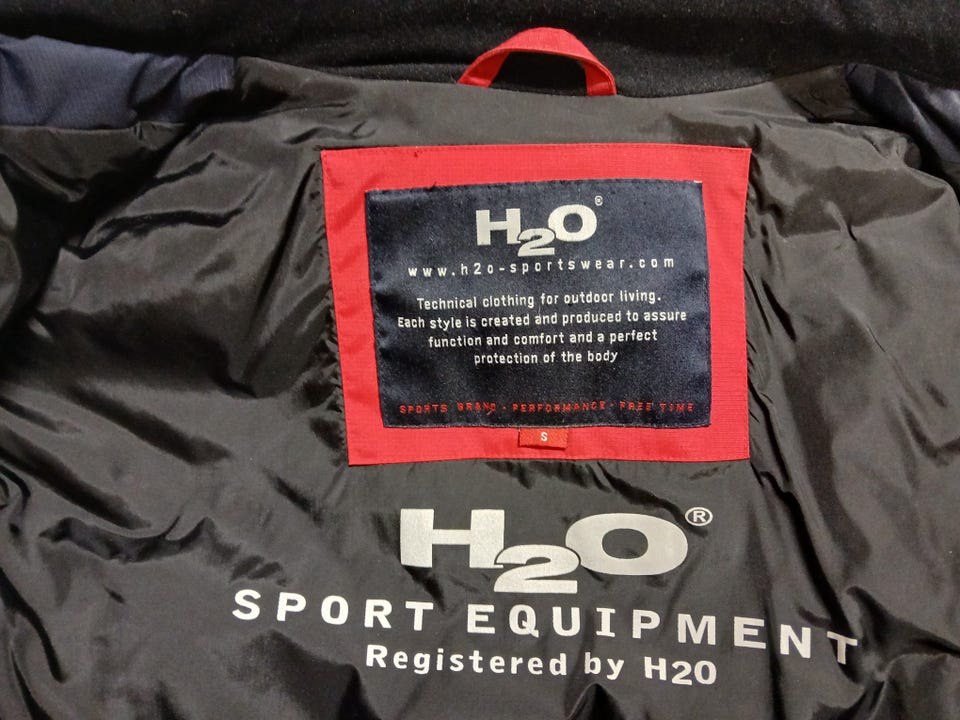 H2O®
www.h2o-sportswear.com
Technical clothing for outdoor living.
Each style is created and produced to assure
function and comfort and a perfect
protection of the body
SPORTS BRAND · PERFORMANCE · FREE TIME
S
H2O®
SPORT EQUIPMENT
Registered by H2O